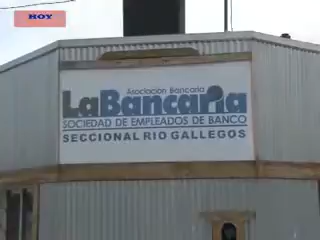 HOY
Asociación Bancaria
LaBancaria
SOCIEDAD DE EMPLEADOS DE BANCO
SECCIONAL RIO GALLEGOS